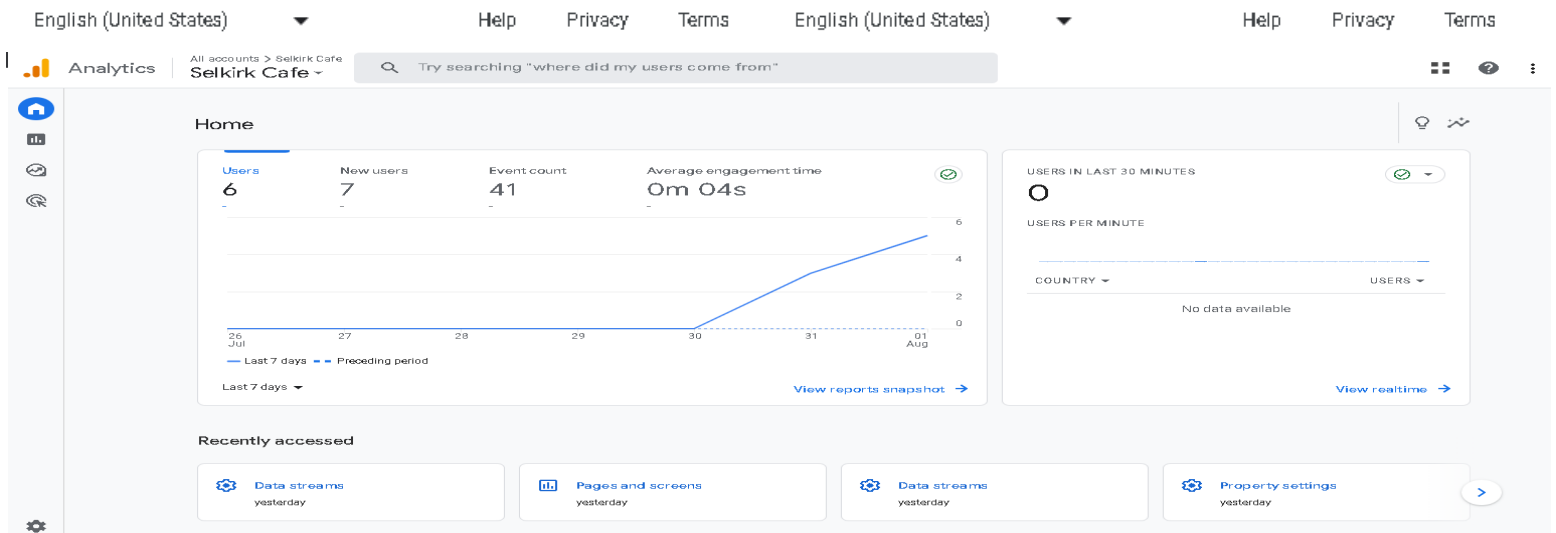 English (United States) Help Privacy Terms English (United States) Help Privacy Terms
Analytics
All accounts > Selkirk Cafe
Selkirk Cafe
Try searching "where did my users come from"
Home
Users New users Event count Average engagement time
6 7 41 0m 04s
- - - -
6
4
2
0
26 27 28 29 30 31 01
Jul Aug
Last 7 days Preceding period
Last 7 days View reports snapshot
USERS IN LAST 30 MINUTES
0
USERS PER MINUTE
COUNTRY USERS
No data available
View realtime
Recently accessed
Data streams Pages and screens Data streams Property settings
yesterday yesterday yesterday yesterday